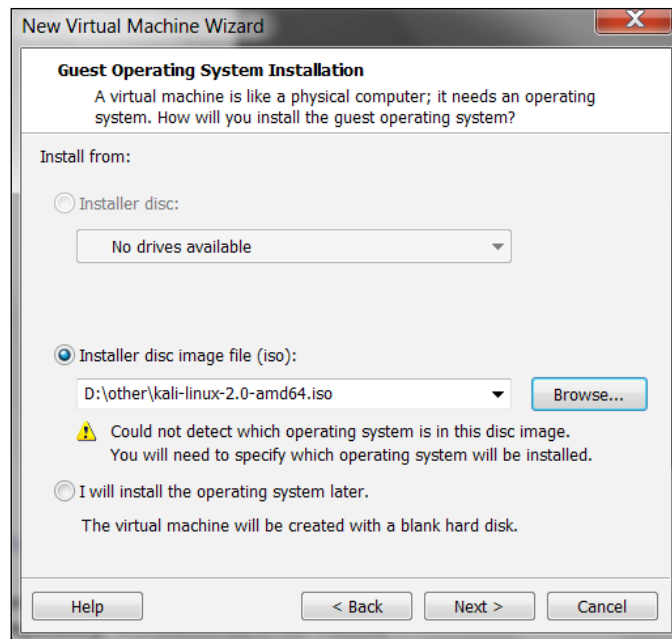 New Virtual Machine Wizard
X
Guest Operating System Installation
A virtual machine is like a physical computer; it needs an operating
system. How will you install the guest operating system?
Install from:
Installer disc:
No drives available
Installer disc image file (iso):
D:\other\kali-linux-2.0-amd64.iso
Browse...
Could not detect which operating system is in this disc image.
You will need to specify which operating system will be installed.
I will install the operating system later.
The virtual machine will be created with a blank hard disk.
Help
< Back
Next >
Cancel